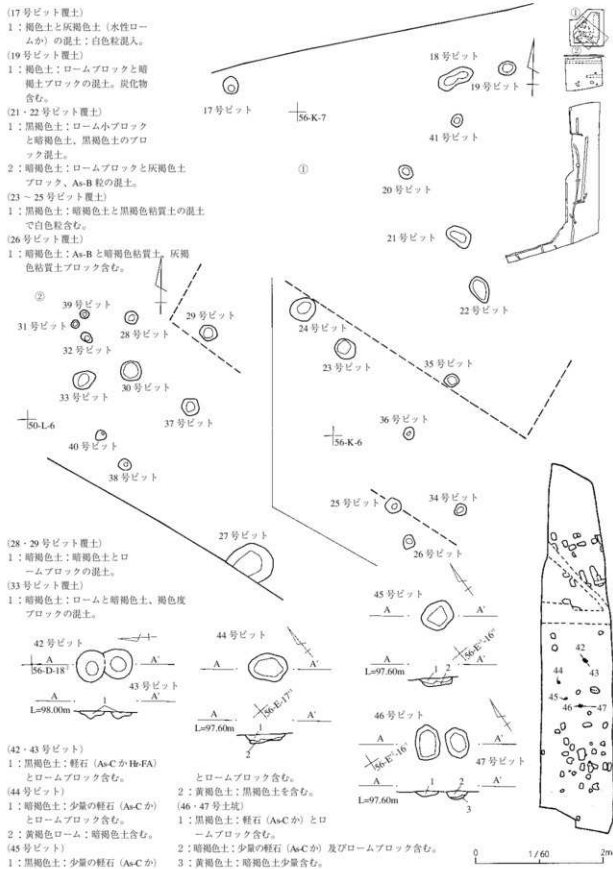 (17号ピット覆土)
1：褐色土と灰褐色土（水性ロー
ムか）の混土：白色粒混入。
(19号ピット覆土)
1：褐色土：ロームブロックと暗
褐土ブロックの混土。炭化物
含む。
(21・22号ピット覆土)
1：黒褐色土：ローム小ブロック
と暗褐色土、黒褐色土のブロ
ック混土。
2：暗褐色土：ロームブロックと灰褐色土
ブロック、As-B 粒の混土。
(23～25号ピット覆土)
1：黒褐色土：暗褐色土と黒褐色粘質土の混土
で白色粒含む。
(26号ピット覆土)
1：暗褐色土：As-B と暗褐色粘質土、灰褐
色粘質土ブロック含む。
17号ピット
56-K-7
18号ピット
19号ピット
41号ピット
①
20号ピット
21号ピット
22号ピット
①
②
②
39号ピット
31号ピット
32号ピット
28号ピット
29号ピット
33号ピット
30号ピット
37号ピット
50-L-6
40号ピット
38号ピット
27号ピット
24号ピット
23号ピット
35号ピット
36号ピット
56-K-6
25号ピット
34号ピット
26号ピット
(28・29号ピット覆土)
1：暗褐色土：暗褐色土とロ
ームブロックの混土。
(33号ピット覆土)
1：暗褐色土：ロームと暗褐色土、褐色度
ブロックの混土。
42号ピット
A
A'
56-D-18
43号ピット
A
1
A'
L=98.00m
44号ピット
A
A'
A
1
A'
L=97.60m
2
45号ピット
A
A'
A
1
2
A'
L=97.60m
46号ピット
A
A'
47号ピット
A
1
2
A'
L=97.60m
3
42
44
43
45
46
47
(42・43号ピット)
1：黒褐色土：軽石（As-C か Hr-FA）
とロームブロック含む。
(44号ピット)
1：暗褐色土：少量の軽石（As-C か）
とロームブロック含む。
2：黄褐色ローム：暗褐色土含む。
(45号ピット)
1：黒褐色土：少量の軽石（As-C か）
とロームブロック含む。
2：黄褐色土：黒褐色土を含む。
(46・47号土坑)
1：黒褐色土：軽石（As-C か）とロ
ームブロック含む。
2：暗褐色土：少量の軽石（As-C か）及びロームブロック含む。
3：黄褐色土：暗褐色土少量含む。
0
1/60
2m